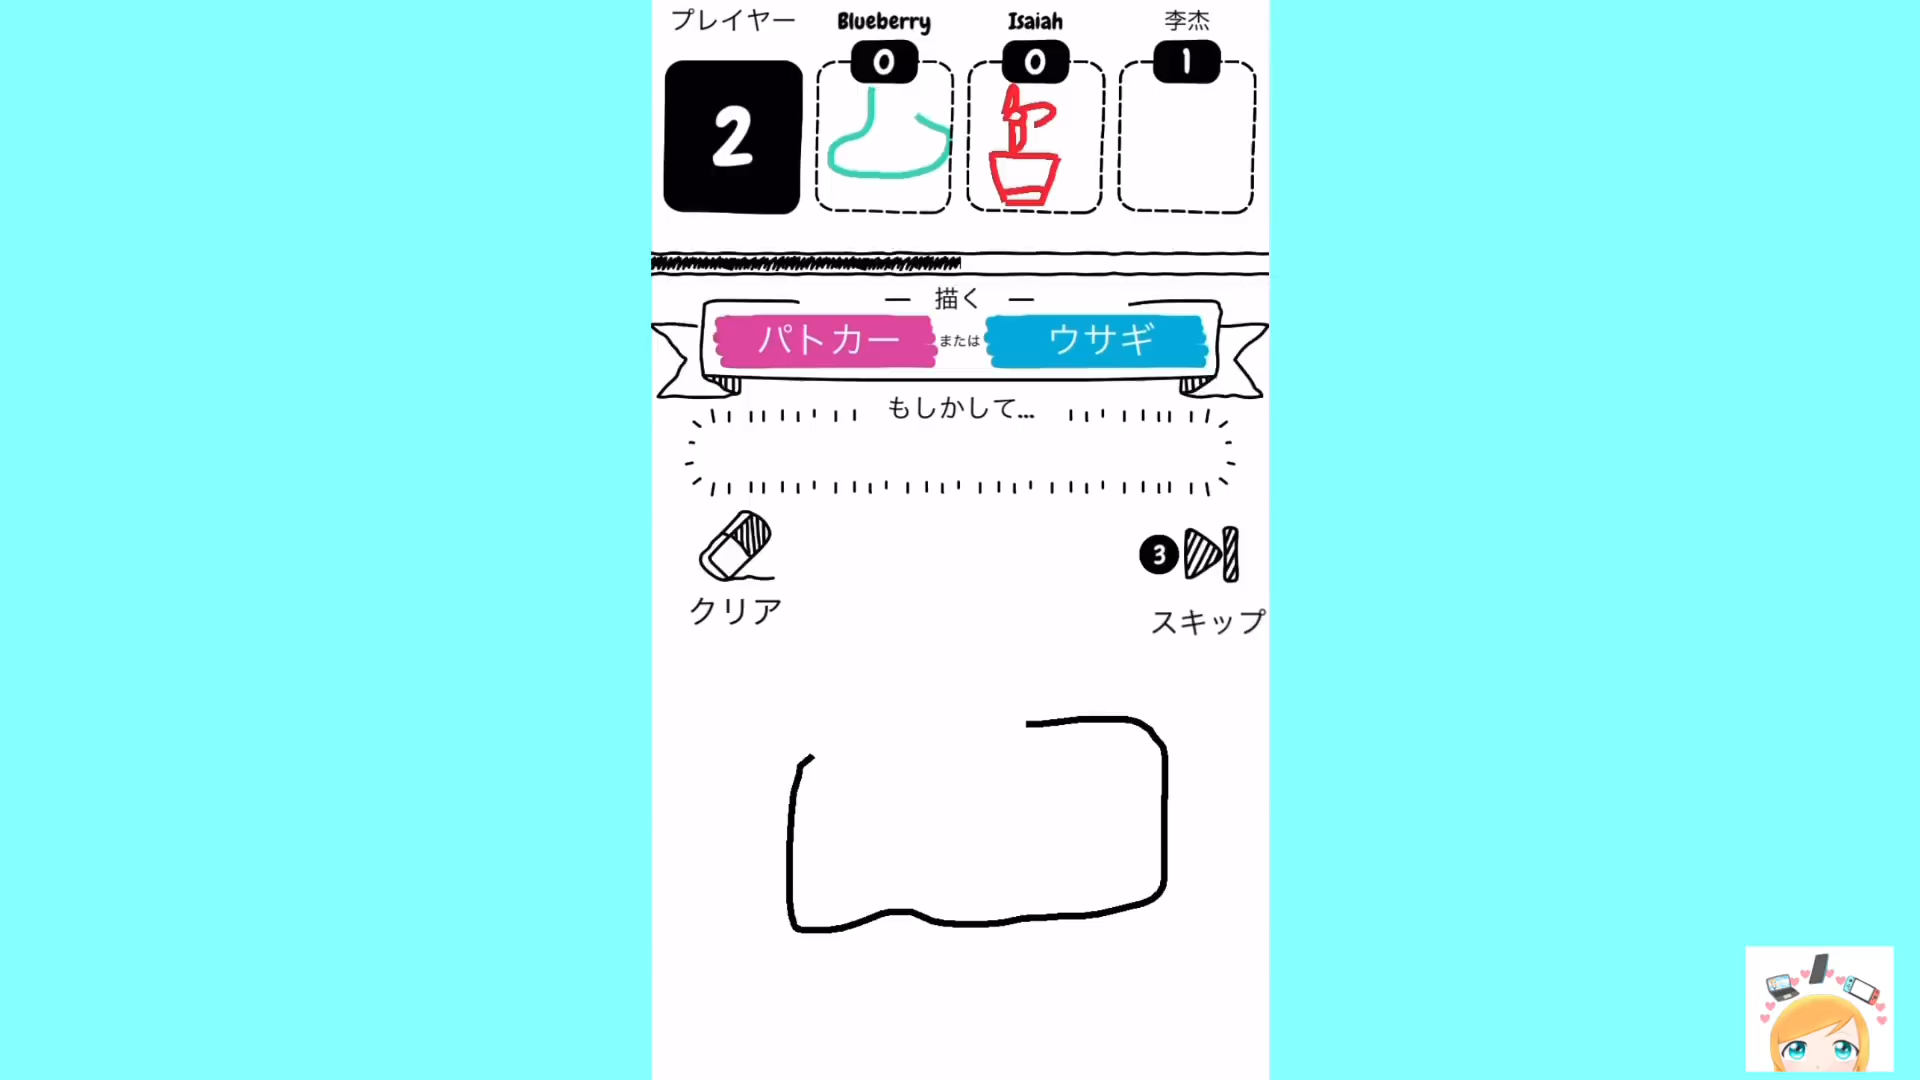 プレイヤー Blueberry Isaiah 李杰
2 0 0 1
描く
パトカー または ウサギ
もしかして...
3
クリア スキップ